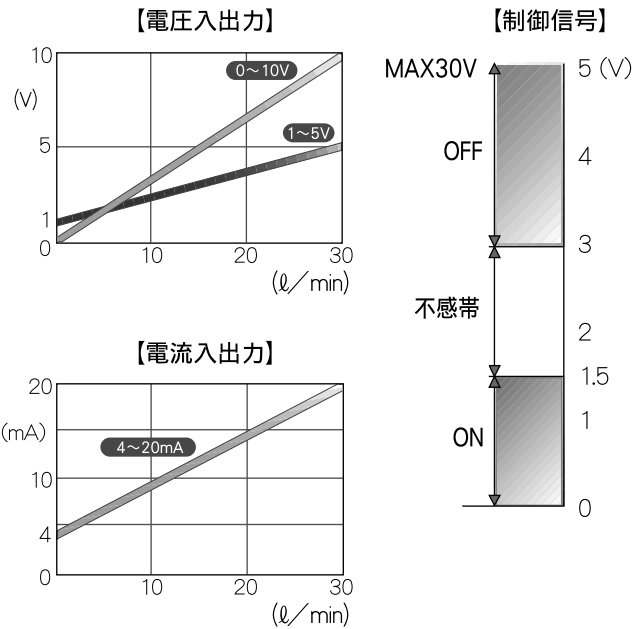 【電圧入出力】
10
(V)
0〜10V
1〜5V
5
1
0
10
20
30
(ℓ／min)
【電流入出力】
20
(mA)
4〜20mA
10
4
0
10
20
30
(ℓ／min)
【制御信号】
MAX30V
5 (V)
OFF
4
3
不感帯
2
1.5
1
ON
0